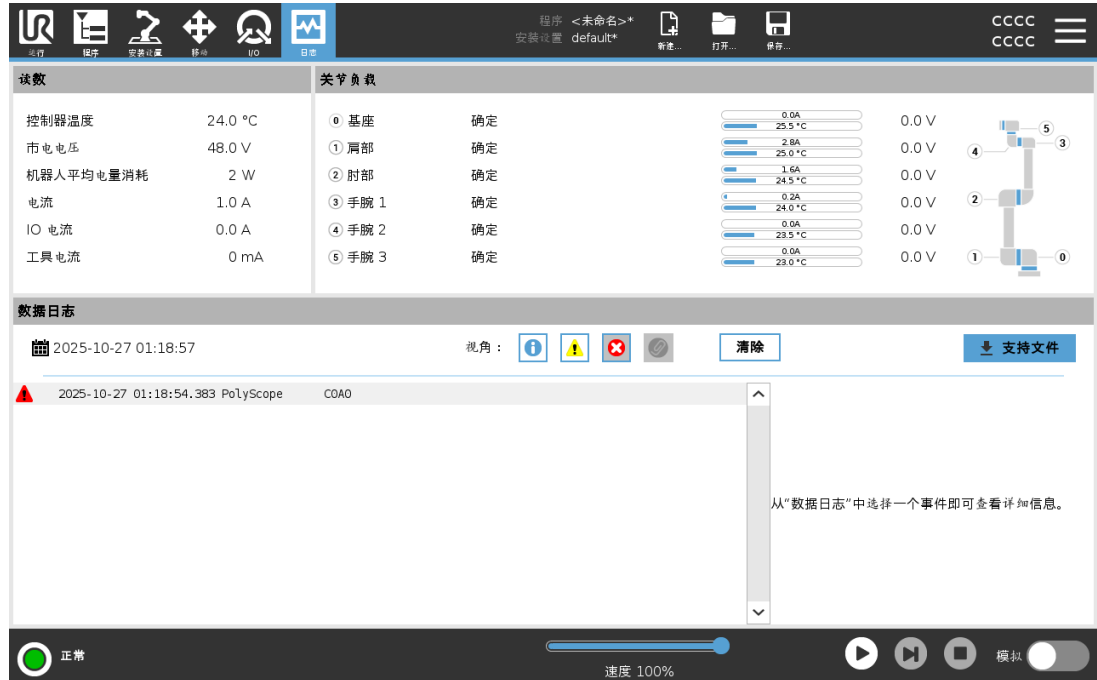 UR
运行 程序 安装设置 移动 I/O 日志
程序 <未命名>*
安装设置 default*
新建... 打开... 保存...
CCCC
CCCC
读数
控制器温度 24.0 °C
市电电压 48.0 V
机器人平均电量消耗 2 W
电流 1.0 A
IO 电流 0.0 A
工具电流 0 mA
关节负载
0 基座 确定 0.0A 25.5 °C 0.0 V
1 肩部 确定 2.8A 25.0 °C 0.0 V
2 肘部 确定 1.6A 24.5 °C 0.0 V
3 手腕 1 确定 0.2A 24.0 °C 0.0 V
4 手腕 2 确定 0.0A 23.5 °C 0.0 V
5 手腕 3 确定 0.0A 23.0 °C 0.0 V
5
3
4
2
1 0
数据日志
2025-10-27 01:18:57 视角： 清除 支持文件
2025-10-27 01:18:54.383 PolyScope C0A0
从"数据日志"中选择一个事件即可查看详细信息。
正常
速度 100%
模拟